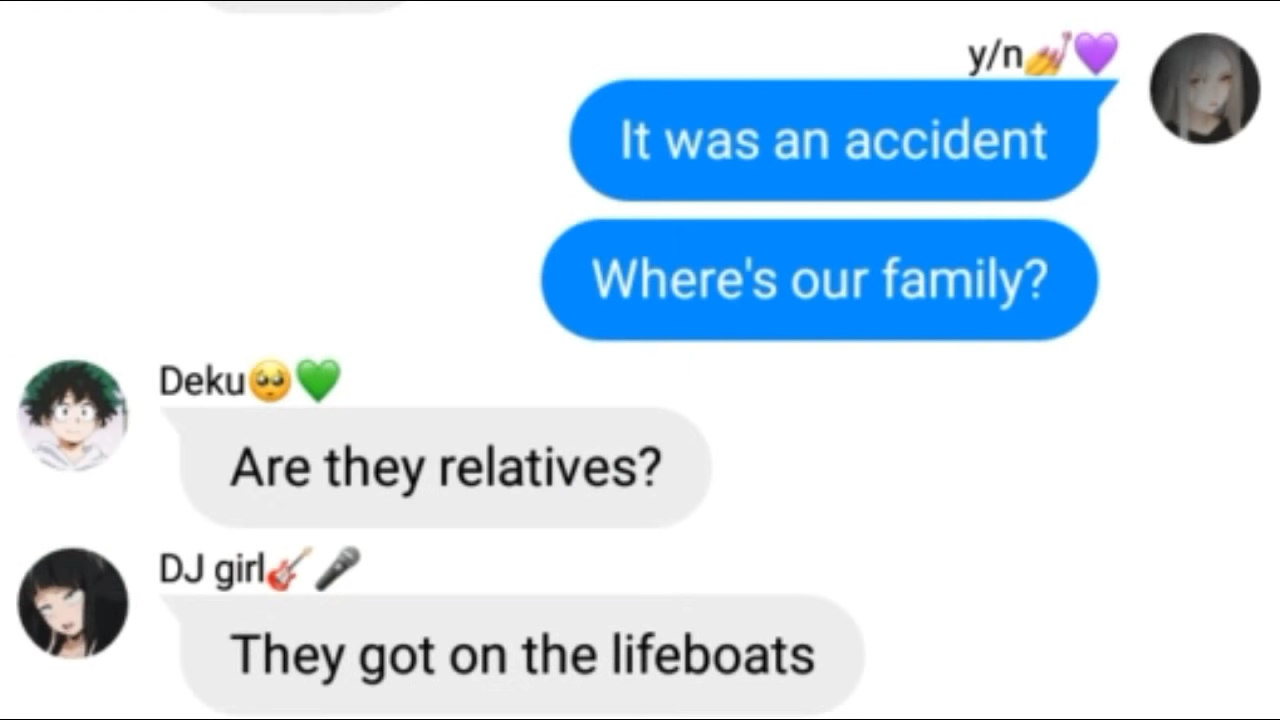 y/n💅💜
It was an accident
Where's our family?
Deku🥺💚
Are they relatives?
DJ girl🎸🎤
They got on the lifeboats